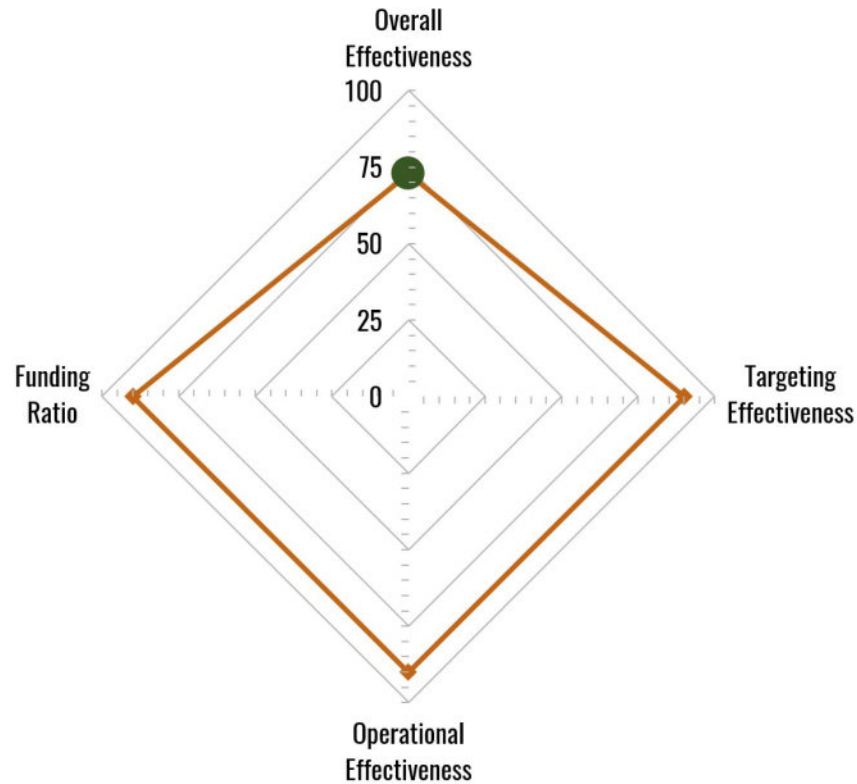 Overall
Effectiveness
100
75
50
25
0
Funding
Ratio
Targeting
Effectiveness
Operational
Effectiveness